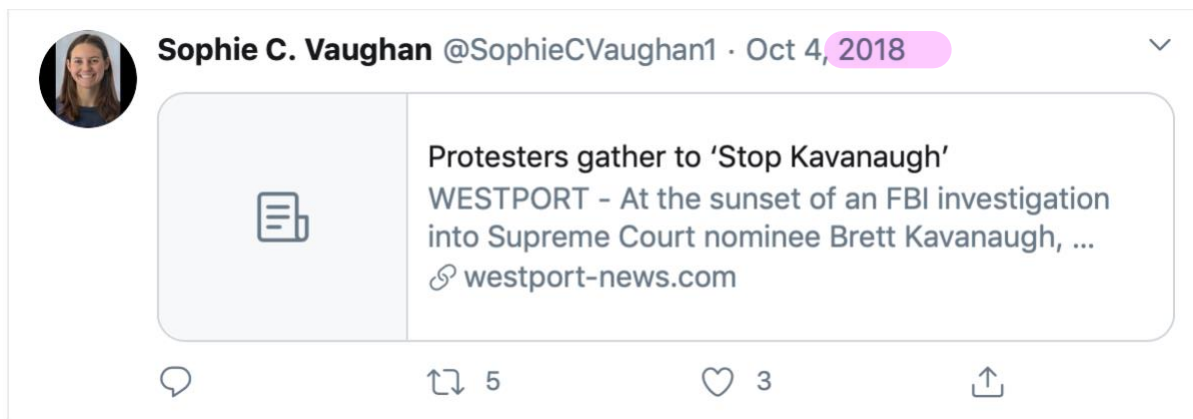 Sophie C. Vaughan @SophieCVaughan1 · Oct 4, 2018
Protesters gather to ‘Stop Kavanaugh’
WESTPORT - At the sunset of an FBI investigation
into Supreme Court nominee Brett Kavanaugh, ...
westport-news.com
5 3